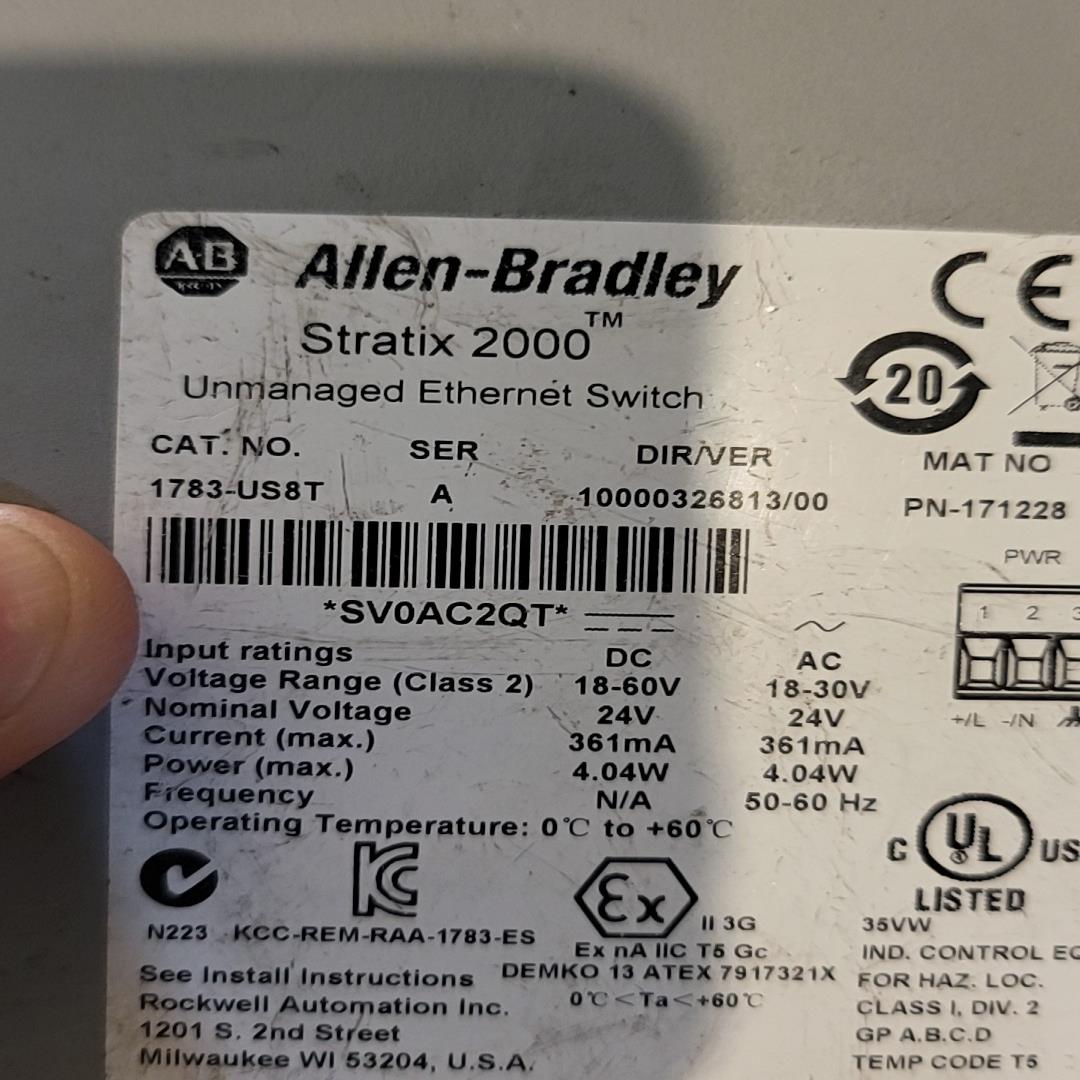 A·B
Allen-Bradley
Stratix 2000™
Unmanaged Ethernet Switch
CE
20
CAT. NO. SER DIR/VER MAT NO
1783-US8T A 10000326813/00 PN-171228
PWR
1 2 3
*SV0AC2QT*
Input ratings DC AC
Voltage Range (Class 2) 18-60V 18-30V
Nominal Voltage 24V 24V
+/L -/N
Current (max.) 361mA 361mA
Power (max.) 4.04W 4.04W
Frequency N/A 50-60 Hz
Operating Temperature: 0℃ to +60℃
C UL US
®
LISTED
KC
Ex
II 3G
35VW
N223 KCC-REM-RAA-1783-ES
Ex nA IIC T5 Gc
IND. CONTROL
See Install Instructions
DEMKO 13 ATEX 7917321X
FOR HAZ. LOC.
Rockwell Automation Inc.
0℃<Ta<+60℃
CLASS I, DIV. 2
1201 S. 2nd Street
GP A.B.C.D
Milwaukee WI 53204, U.S.A.
TEMP CODE T5